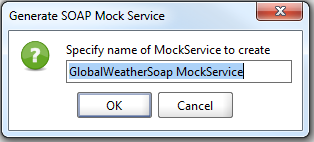 Generate SOAP Mock Service
Specify name of MockService to create
GlobalWeatherSoap MockService
OK
Cancel